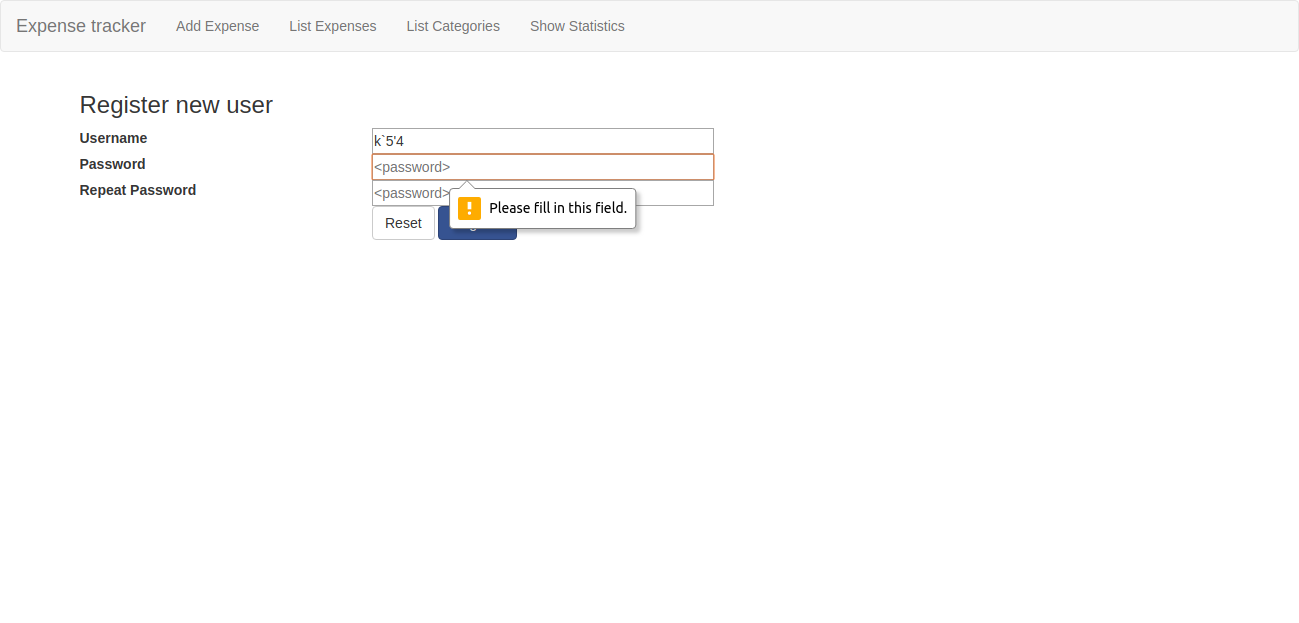 Expense tracker Add Expense List Expenses List Categories Show Statistics
Register new user
Username k`5'4
Password <password>
Repeat Password <password>
Please fill in this field.
Reset